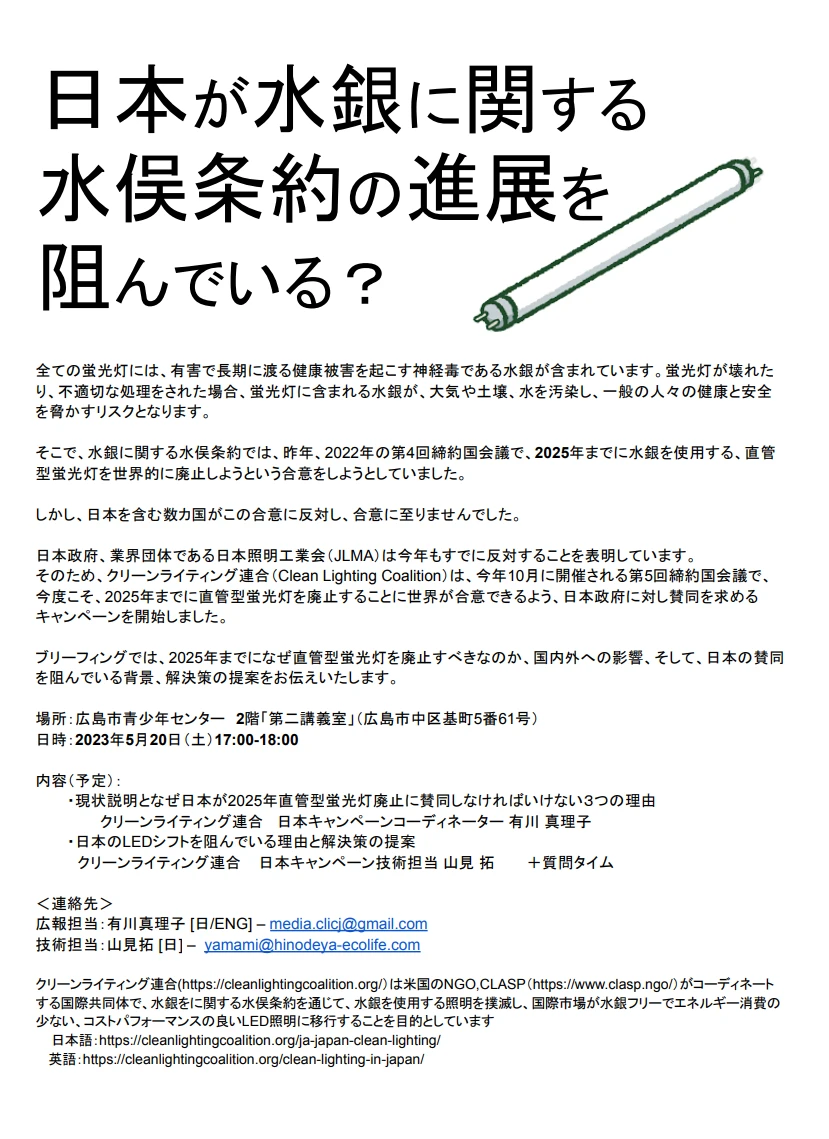 日本が水銀に関する
水俣条約の進展を
阻んでいる？
全ての蛍光灯には、有害で長期に渡る健康被害を起こす神経毒である水銀が含まれています。蛍光灯が壊れた
り、不適切な処理をされた場合、蛍光灯に含まれる水銀が、大気や土壌、水を汚染し、一般の人々の健康と安全
を脅かすリスクとなります。
そこで、水銀に関する水俣条約では、昨年、2022年の第4回締約国会議で、2025年までに水銀を使用する、直管
型蛍光灯を世界的に廃止しようという合意をしようとしていました。
しかし、日本を含む数カ国がこの合意に反対し、合意に至りませんでした。
日本政府、業界団体である日本照明工業会（JLMA）は今年もすでに反対することを表明しています。
そのため、クリーンライティング連合（Clean Lighting Coalition）は、今年10月に開催される第5回締約国会議で、
今度こそ、2025年までに直管型蛍光灯を廃止することに世界が合意できるよう、日本政府に対し賛同を求める
キャンペーンを開始しました。
ブリーフィングでは、2025年までになぜ直管型蛍光灯を廃止すべきなのか、国内外への影響、そして、日本の賛同
を阻んでいる背景、解決策の提案をお伝えいたします。
場所：広島市青少年センター　2階「第二講義室」（広島市中区基町5番61号）
日時：2023年5月20日（土）17:00-18:00
内容（予定）：
・現状説明となぜ日本が2025年直管型蛍光灯廃止に賛同しなければいけない３つの理由
クリーンライティング連合　日本キャンペーンコーディネーター 有川 真理子
・日本のLEDシフトを阻んでいる理由と解決策の提案
クリーンライティング連合　日本キャンペーン技術担当 山見 拓　　＋質問タイム
＜連絡先＞
広報担当：有川真理子 [日/ENG] – media.clicj@gmail.com
技術担当：山見拓 [日] – yamami@hinodeya-ecolife.com
クリーンライティング連合（https://cleanlightingcoalition.org/）は米国のNGO,CLASP（https://www.clasp.ngo/）がコーディネート
する国際共同体で、水銀をに関する水俣条約を通じて、水銀を使用する照明を撲滅し、国際市場が水銀フリーでエネルギー消費の
少ない、コストパフォーマンスの良いLED照明に移行することを目的としています
日本語：https://cleanlightingcoalition.org/ja-japan-clean-lighting/
英語：https://cleanlightingcoalition.org/clean-lighting-in-japan/